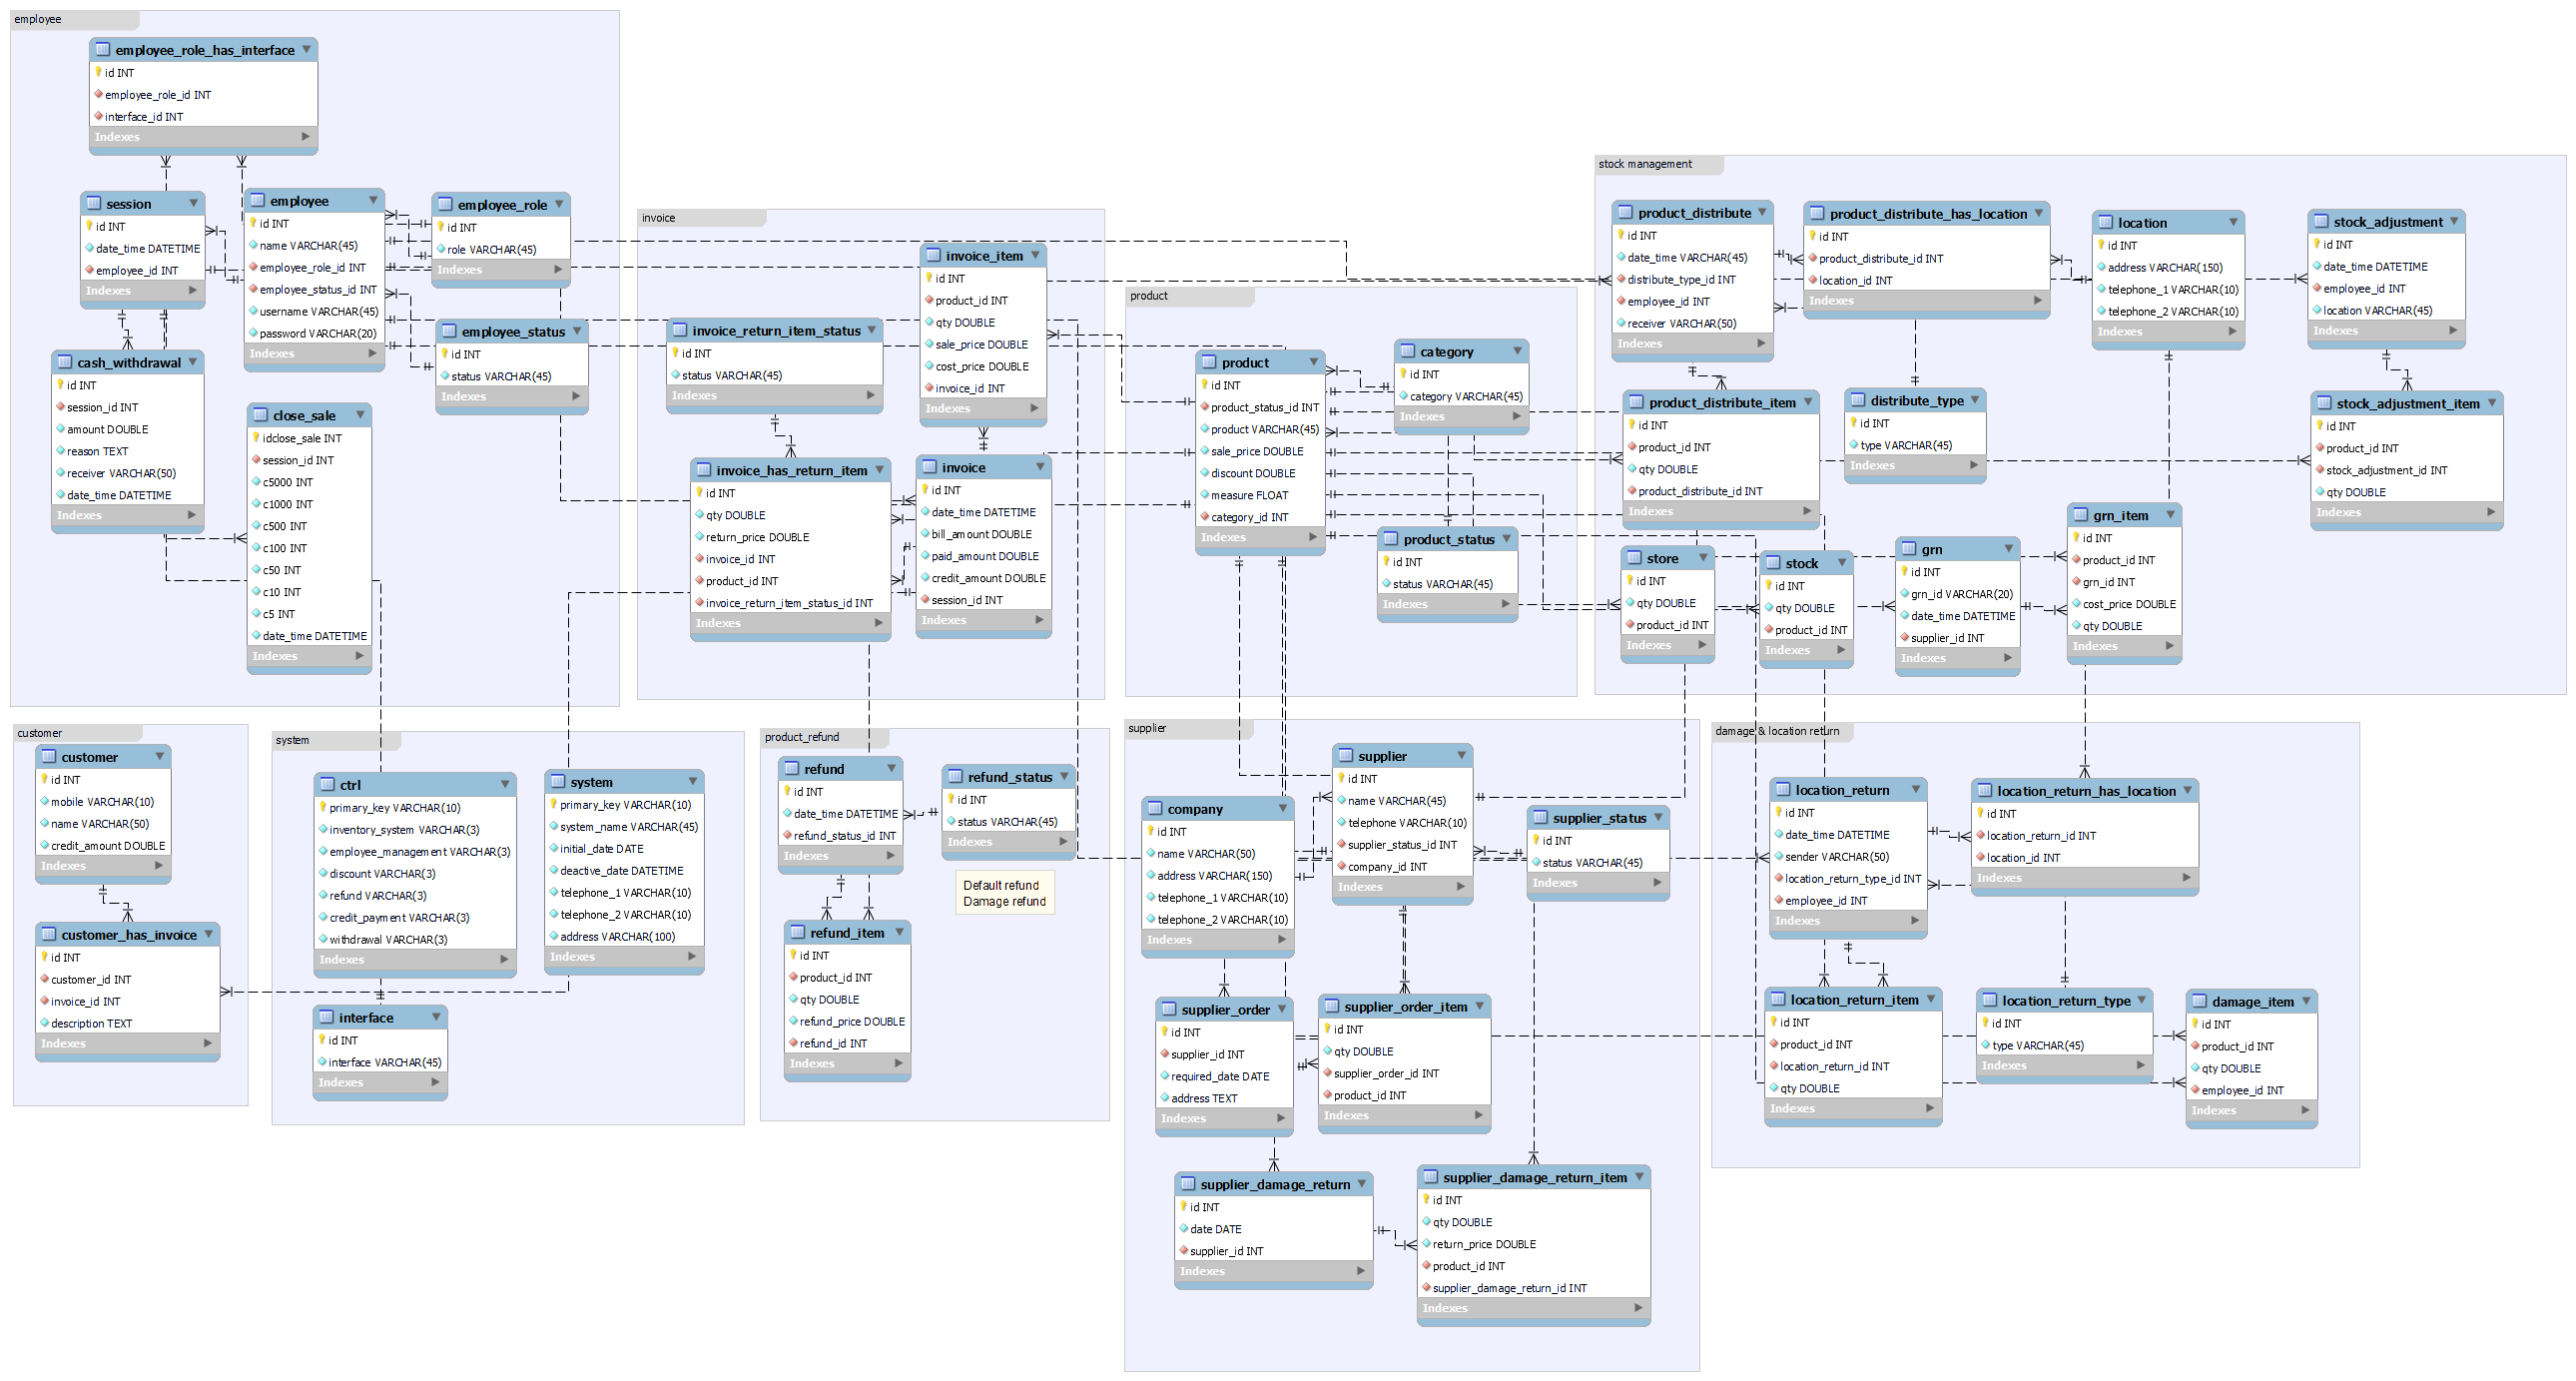 employee
employee_role_has_interface
id INT
employee_role_id INT
interface_id INT
Indexes
session
id INT
date_time DATETIME
employee_id INT
Indexes
employee
id INT
name VARCHAR(45)
employee_role_id INT
employee_status_id INT
username VARCHAR(45)
password VARCHAR(20)
Indexes
employee_role
id INT
role VARCHAR(45)
Indexes
employee_status
id INT
status VARCHAR(45)
Indexes
cash_withdrawal
id INT
session_id INT
amount DOUBLE
reason TEXT
receiver VARCHAR(50)
date_time DATETIME
Indexes
close_sale
idclose_sale INT
session_id INT
c5000 INT
c1000 INT
c500 INT
c100 INT
c50 INT
c10 INT
c5 INT
date_time DATETIME
Indexes
invoice
invoice_item
id INT
product_id INT
qty DOUBLE
sale_price DOUBLE
cost_price DOUBLE
invoice_id INT
Indexes
invoice_return_item_status
id INT
status VARCHAR(45)
Indexes
invoice_has_return_item
id INT
qty DOUBLE
return_price DOUBLE
invoice_id INT
product_id INT
invoice_return_item_status_id INT
Indexes
invoice
id INT
date_time DATETIME
bill_amount DOUBLE
paid_amount DOUBLE
credit_amount DOUBLE
session_id INT
Indexes
product
product
id INT
product_status_id INT
product VARCHAR(45)
sale_price DOUBLE
discount DOUBLE
measure FLOAT
category_id INT
Indexes
category
id INT
category VARCHAR(45)
Indexes
product_status
id INT
status VARCHAR(45)
Indexes
stock management
product_distribute
id INT
date_time VARCHAR(45)
distribute_type_id INT
employee_id INT
receiver VARCHAR(50)
Indexes
product_distribute_has_location
id INT
product_distribute_id INT
location_id INT
Indexes
location
id INT
address VARCHAR(150)
telephone_1 VARCHAR(10)
telephone_2 VARCHAR(10)
Indexes
stock_adjustment
id INT
date_time DATETIME
employee_id INT
location VARCHAR(45)
Indexes
product_distribute_item
id INT
product_id INT
qty DOUBLE
product_distribute_id INT
Indexes
distribute_type
id INT
type VARCHAR(45)
Indexes
stock_adjustment_item
id INT
product_id INT
stock_adjustment_id INT
qty DOUBLE
Indexes
store
id INT
qty DOUBLE
product_id INT
Indexes
stock
id INT
qty DOUBLE
product_id INT
Indexes
grn
id INT
grn_id VARCHAR(20)
date_time DATETIME
supplier_id INT
Indexes
grn_item
id INT
product_id INT
grn_id INT
cost_price DOUBLE
qty DOUBLE
Indexes
customer
customer
id INT
mobile VARCHAR(10)
name VARCHAR(50)
credit_amount DOUBLE
Indexes
customer_has_invoice
id INT
customer_id INT
invoice_id INT
description TEXT
Indexes
system
ctrl
primary_key VARCHAR(10)
inventory_system VARCHAR(3)
employee_management VARCHAR(3)
discount VARCHAR(3)
refund VARCHAR(3)
credit_payment VARCHAR(3)
withdrawal VARCHAR(3)
Indexes
system
primary_key VARCHAR(10)
system_name VARCHAR(45)
initial_date DATE
deactive_date DATETIME
telephone_1 VARCHAR(10)
telephone_2 VARCHAR(10)
address VARCHAR(100)
Indexes
interface
id INT
interface VARCHAR(45)
Indexes
product_refund
refund
id INT
date_time DATETIME
refund_status_id INT
Indexes
refund_status
id INT
status VARCHAR(45)
Indexes
Default refund
Damage refund
refund_item
id INT
product_id INT
qty DOUBLE
refund_price DOUBLE
refund_id INT
Indexes
supplier
supplier
id INT
name VARCHAR(45)
telephone VARCHAR(10)
supplier_status_id INT
company_id INT
Indexes
company
id INT
name VARCHAR(50)
address VARCHAR(150)
telephone_1 VARCHAR(10)
telephone_2 VARCHAR(10)
Indexes
supplier_status
id INT
status VARCHAR(45)
Indexes
supplier_order
id INT
supplier_id INT
required_date DATE
address TEXT
Indexes
supplier_order_item
id INT
qty DOUBLE
supplier_order_id INT
product_id INT
Indexes
supplier_damage_return
id INT
date DATE
supplier_id INT
Indexes
supplier_damage_return_item
id INT
qty DOUBLE
return_price DOUBLE
product_id INT
supplier_damage_return_id INT
Indexes
damage & location return
location_return
id INT
date_time DATETIME
sender VARCHAR(50)
location_return_type_id INT
employee_id INT
Indexes
location_return_has_location
id INT
location_return_id INT
location_id INT
Indexes
location_return_item
id INT
product_id INT
location_return_id INT
qty DOUBLE
Indexes
location_return_type
id INT
type VARCHAR(45)
Indexes
damage_item
id INT
product_id INT
qty DOUBLE
employee_id INT
Indexes